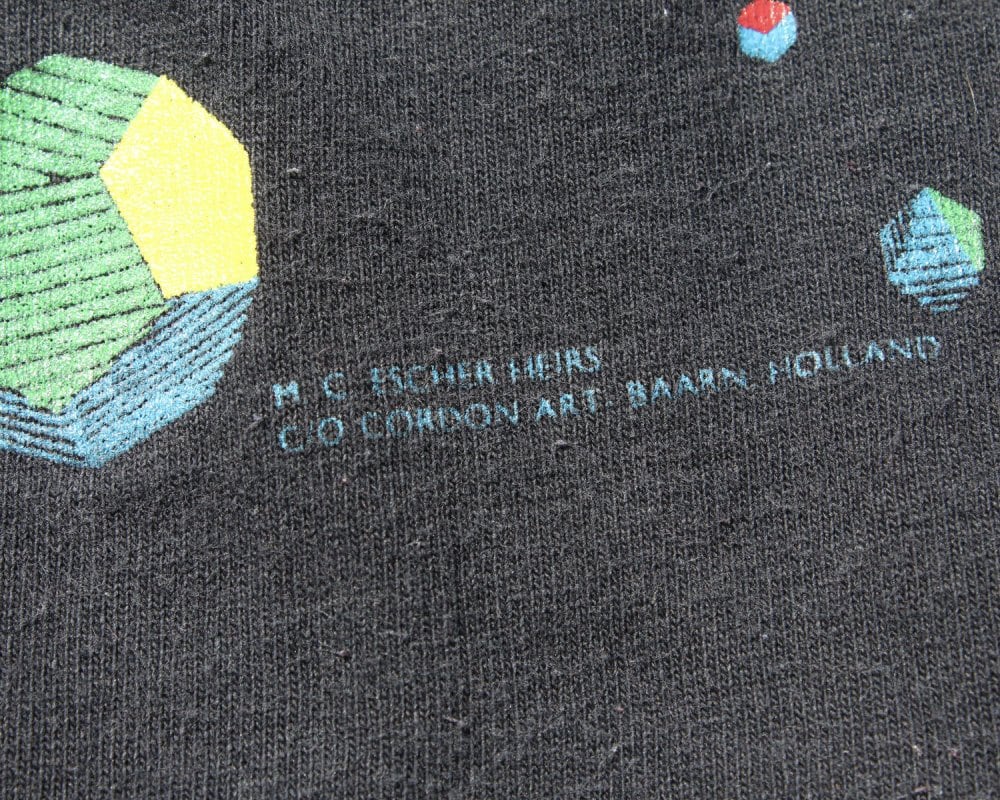 M. C. ESCHER HEIRS
C/O CORDON ART - BAARN HOLLAND